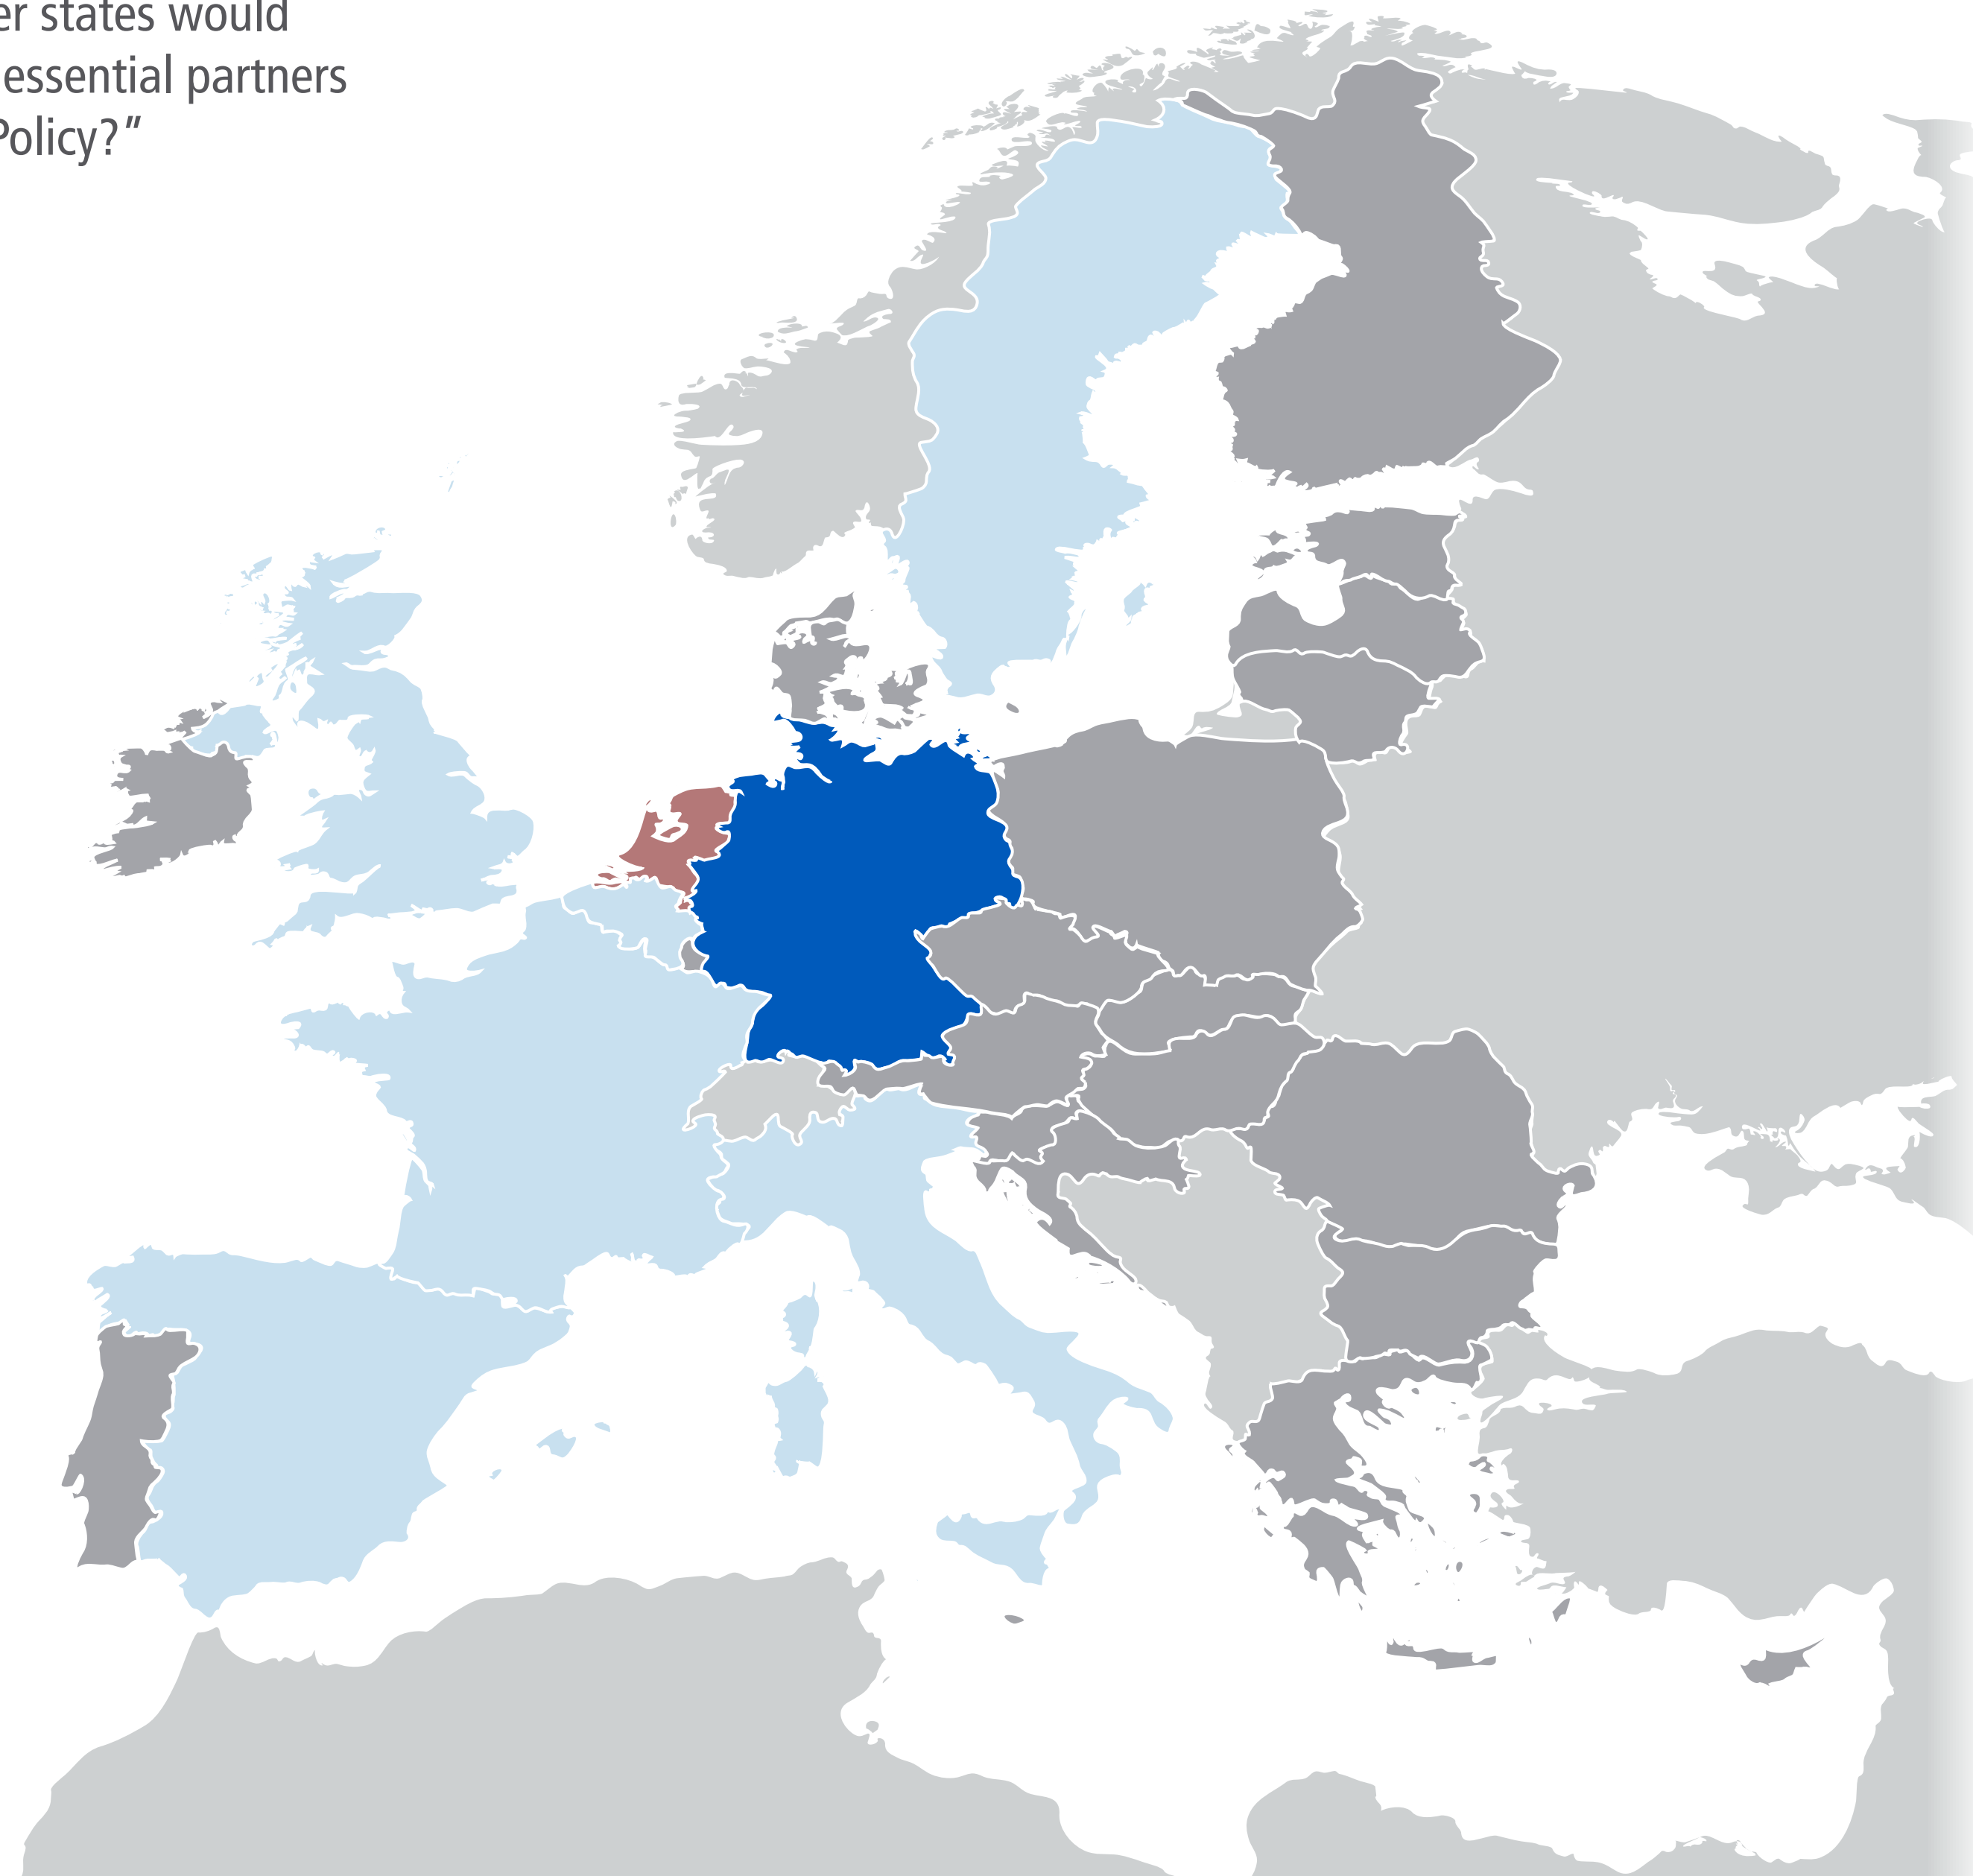 er states would
essential partners
Policy?”